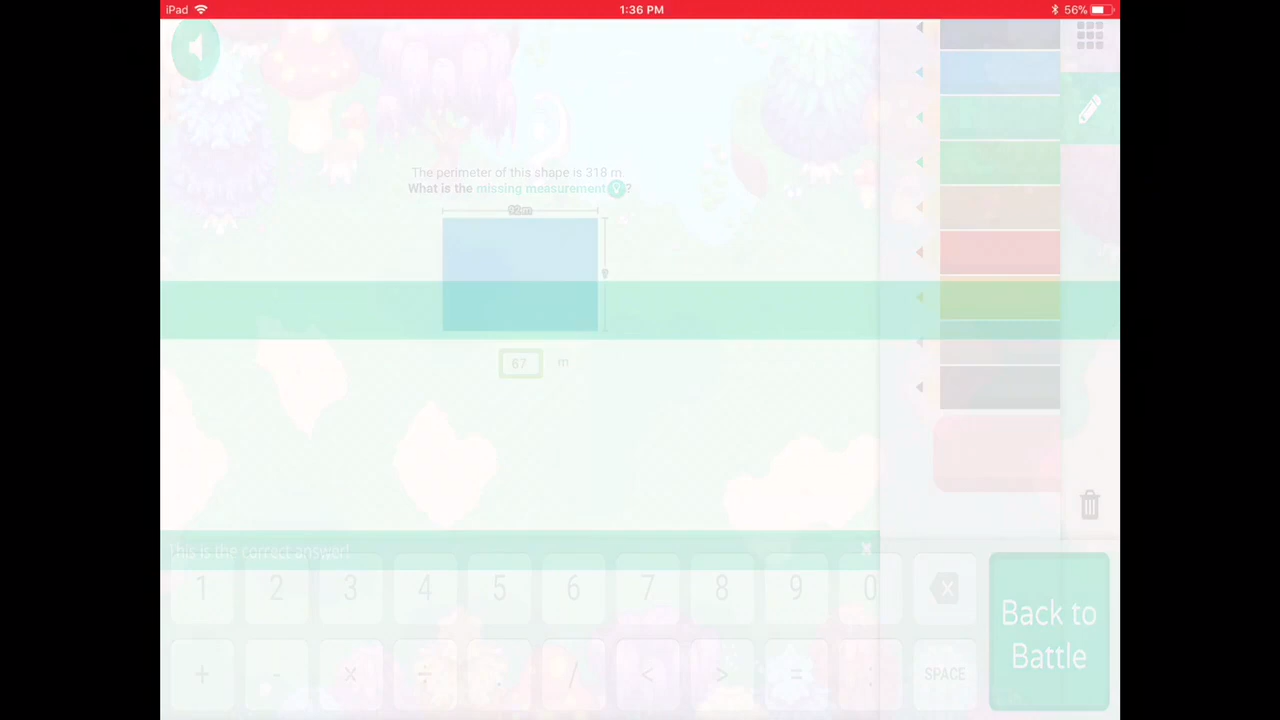 iPad 1:36 PM 56%
The perimeter of this shape is 318 m.
What is the missing measurement ?
92m
?
67 m
This is the correct answer! x
1 2 3 4 5 6 7 8 9 0
+ - × ÷ . / < > = : SPACE
Back to
Battle